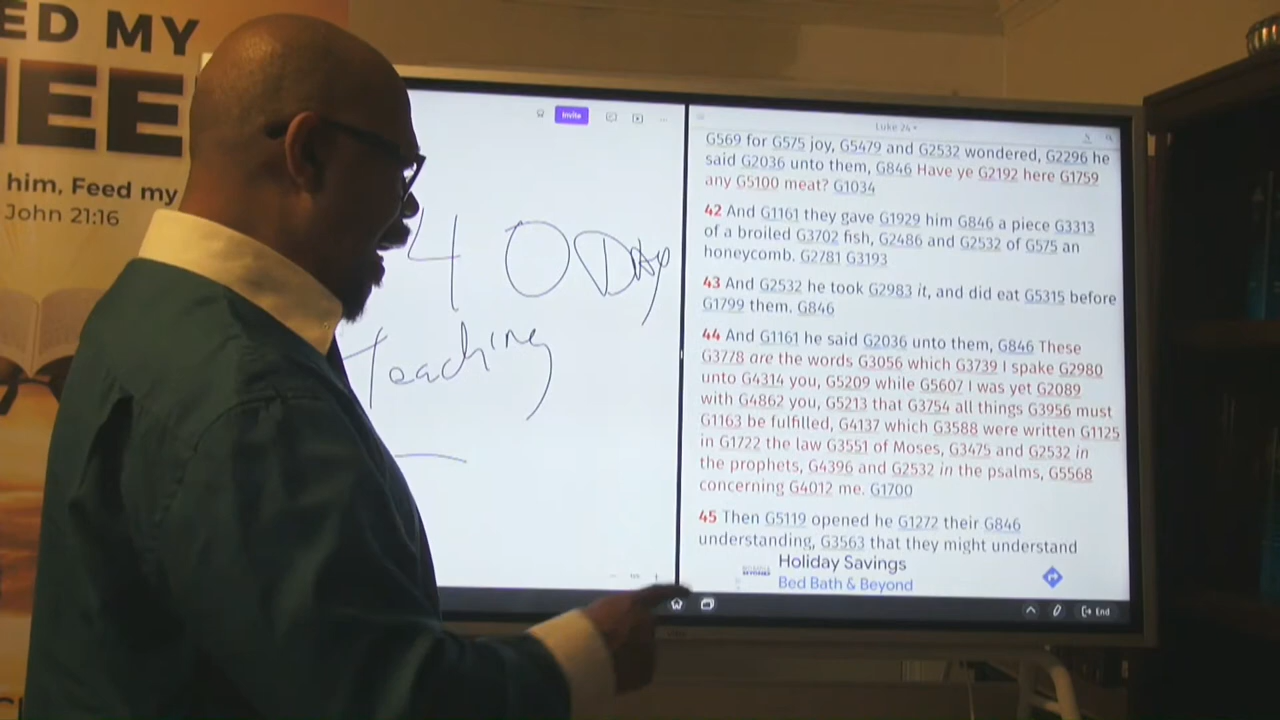 ED MY
HEE
him, Feed my
John 21:16
Invite
40 Day
Teaching
Luke 24
G569 for G575 joy, G5479 and G2532 wondered, G2296 he
said G2036 unto them, G846 Have ye G2192 here G1759
any G5100 meat? G1034
42 And G1161 they gave G1929 him G846 a piece G3313
of a broiled G3702 fish, G2486 and G2532 of G575 an
honeycomb. G2781 G3193
43 And G2532 he took G2983 it, and did eat G5315 before
G1799 them. G846
44 And G1161 he said G2036 unto them, G846 These
G3778 are the words G3056 which G3739 I spake G2980
unto G4314 you, G5209 while G5607 I was yet G2089
with G4862 you, G5213 that G3754 all things G3956 must
G1163 be fulfilled, G4137 which G3588 were written G1125
in G1722 the law G3551 of Moses, G3475 and G2532 in
the prophets, G4396 and G2532 in the psalms, G5568
concerning G4012 me. G1700
45 Then G5119 opened he G1272 their G846
understanding, G3563 that they might understand
Holiday Savings
Bed Bath & Beyond
End